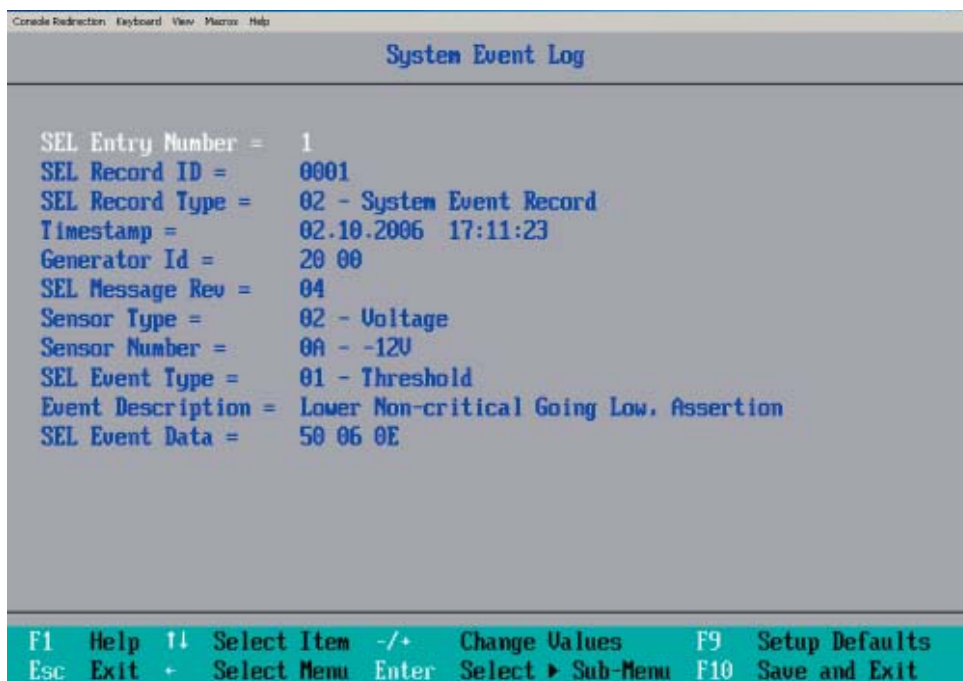 Console Redirection Keyboard View Macros Help
System Event Log
SEL Entry Number = 1
SEL Record ID = 0001
SEL Record Type = 02 - System Event Record
Timestamp = 02.10.2006 17:11:23
Generator Id = 20 00
SEL Message Rev = 04
Sensor Type = 02 - Voltage
Sensor Number = 0A - -12V
SEL Event Type = 01 - Threshold
Event Description = Lower Non-critical Going Low, Assertion
SEL Event Data = 50 06 0E
F1 Help ↑↓ Select Item -/+ Change Values F9 Setup Defaults
Esc Exit ← Select Menu Enter Select ▶ Sub-Menu F10 Save and Exit